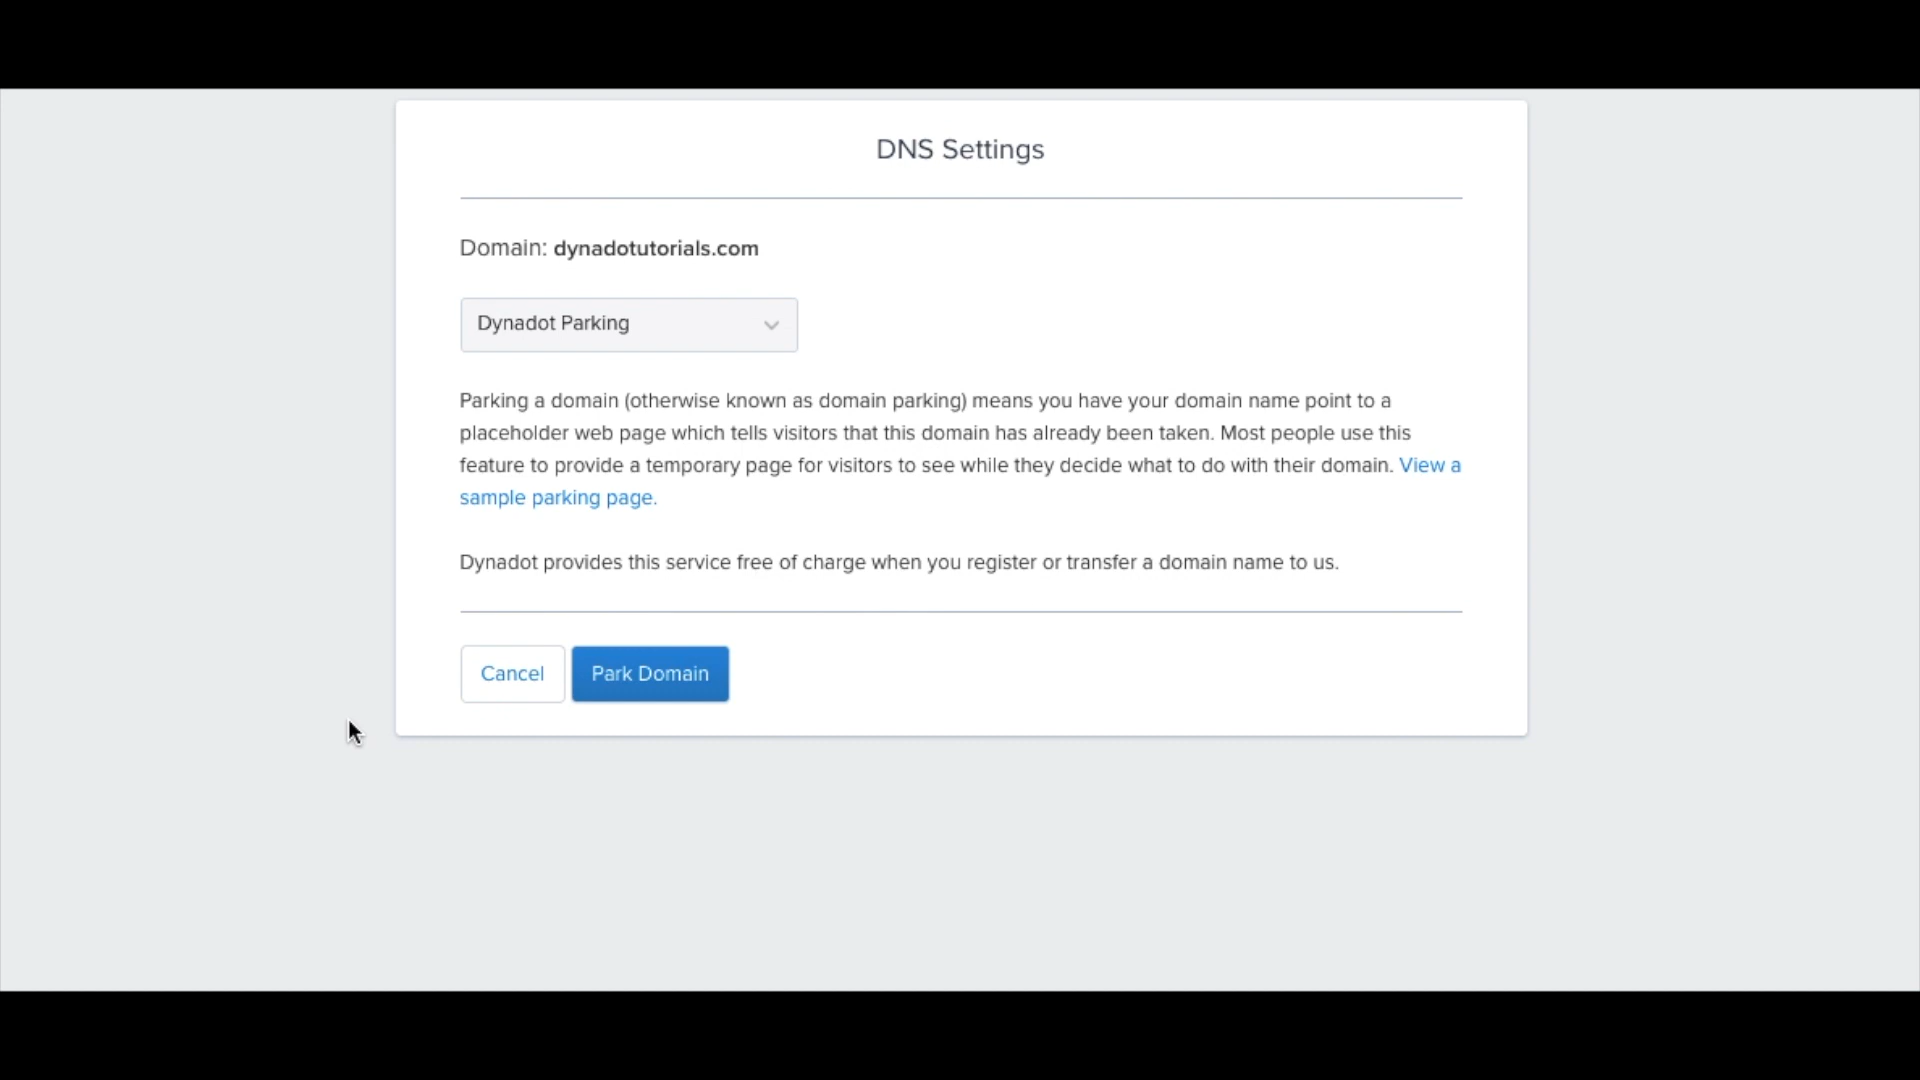 DNS Settings
Domain: dynadotutorials.com
Dynadot Parking
Parking a domain (otherwise known as domain parking) means you have your domain name point to a
placeholder web page which tells visitors that this domain has already been taken. Most people use this
feature to provide a temporary page for visitors to see while they decide what to do with their domain. View a
sample parking page.
Dynadot provides this service free of charge when you register or transfer a domain name to us.
Cancel Park Domain